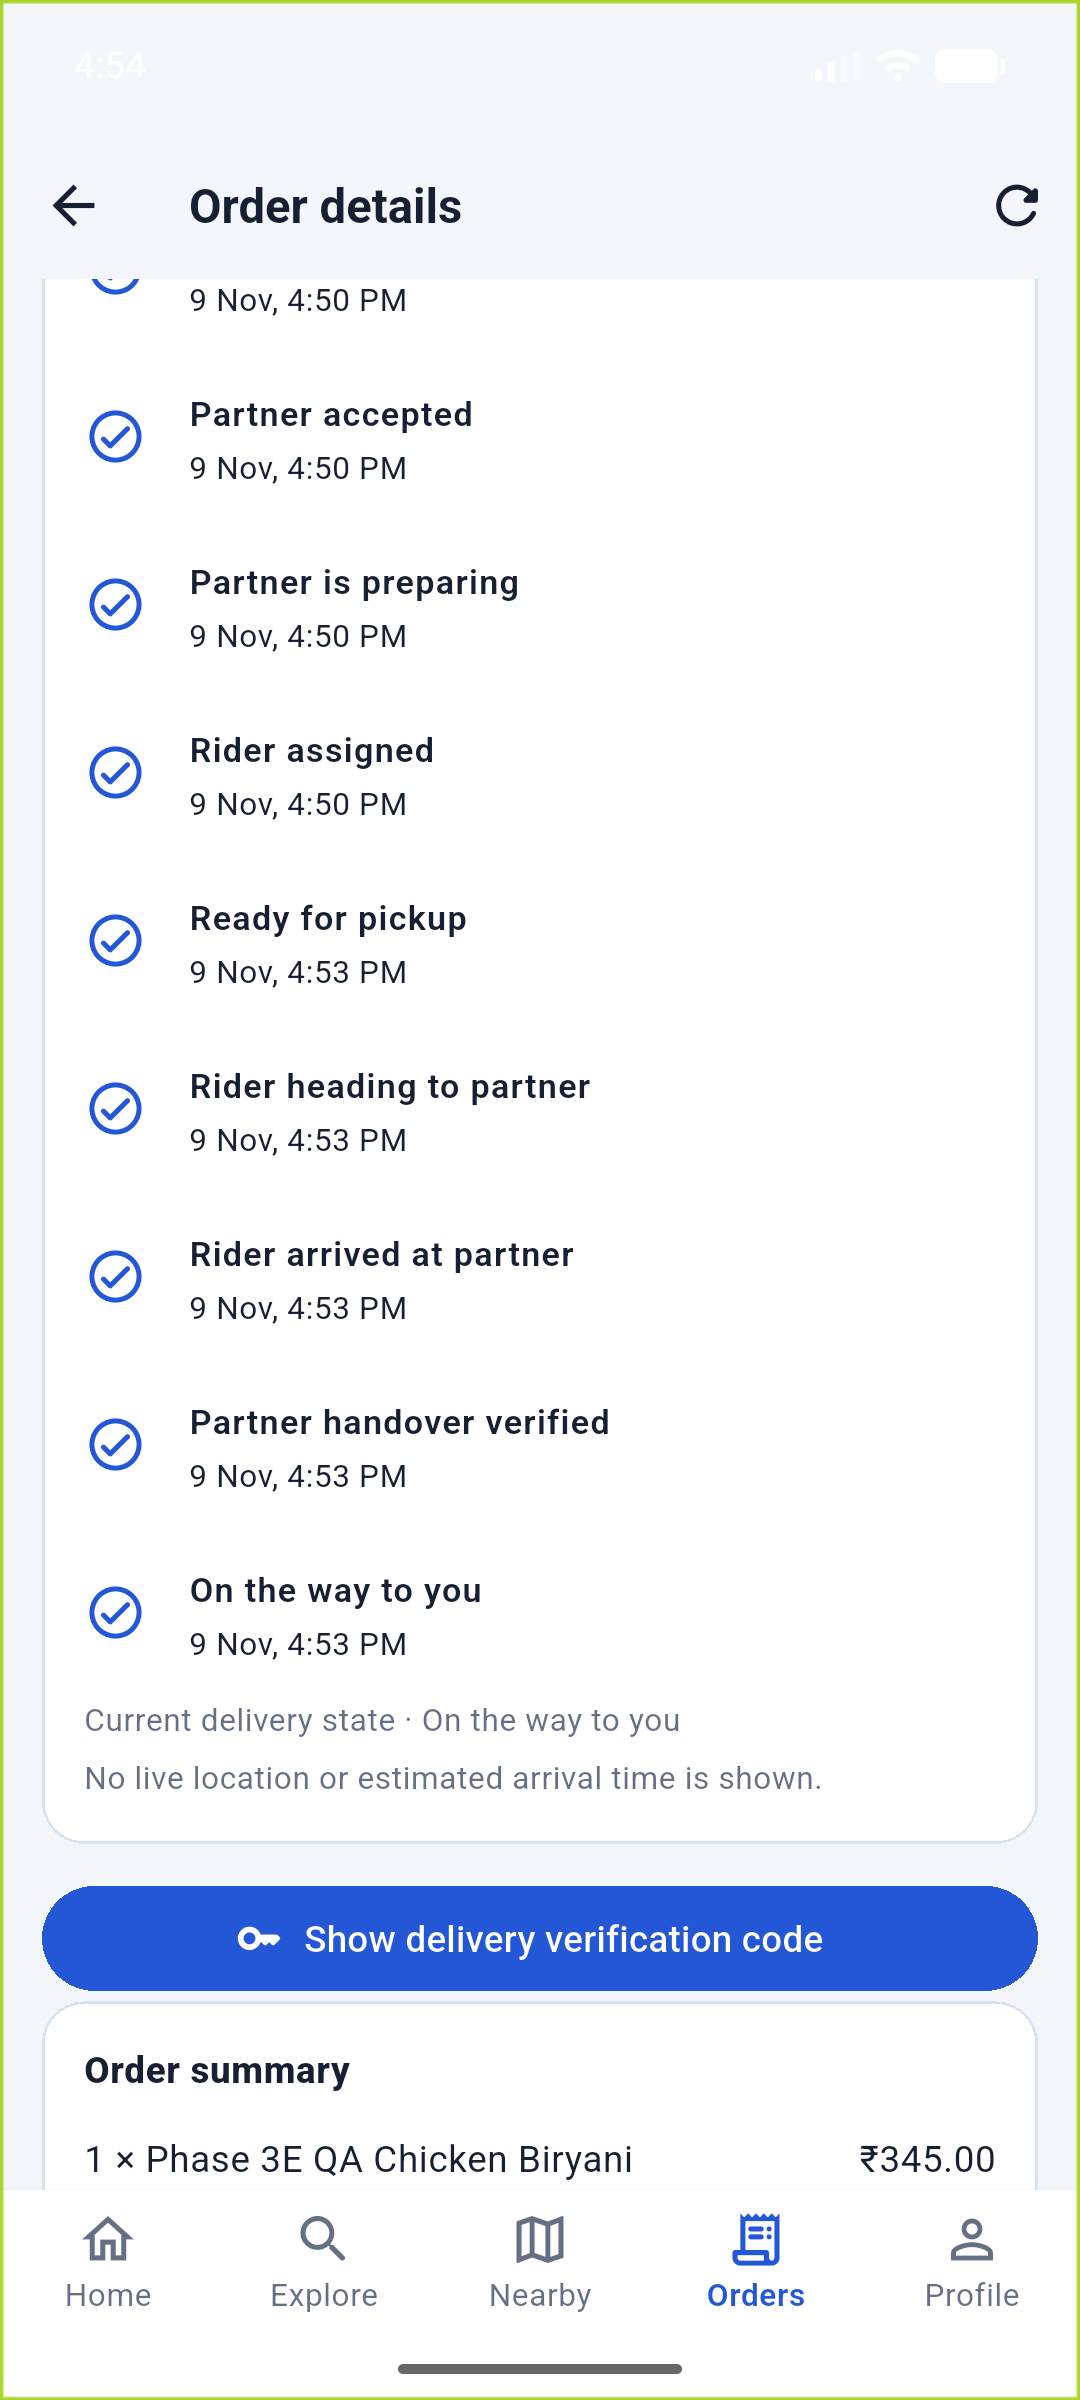 4:54
Order details
9 Nov, 4:50 PM
Partner accepted
9 Nov, 4:50 PM
Partner is preparing
9 Nov, 4:50 PM
Rider assigned
9 Nov, 4:50 PM
Ready for pickup
9 Nov, 4:53 PM
Rider heading to partner
9 Nov, 4:53 PM
Rider arrived at partner
9 Nov, 4:53 PM
Partner handover verified
9 Nov, 4:53 PM
On the way to you
9 Nov, 4:53 PM
Current delivery state · On the way to you
No live location or estimated arrival time is shown.
Show delivery verification code
Order summary
1 × Phase 3E QA Chicken Biryani ₹345.00
Home Explore Nearby Orders Profile